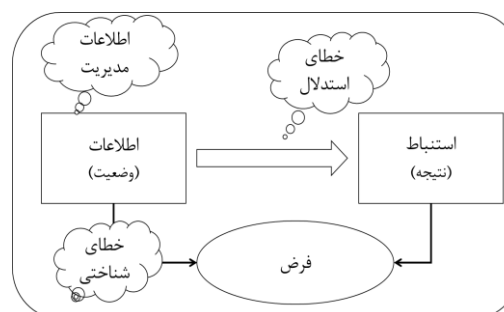 اطلاعات
مدیریت
خطای
استدلال
اطلاعات
(وضعیت)
استنباط
(نتیجه)
خطای
شناختی
فرض